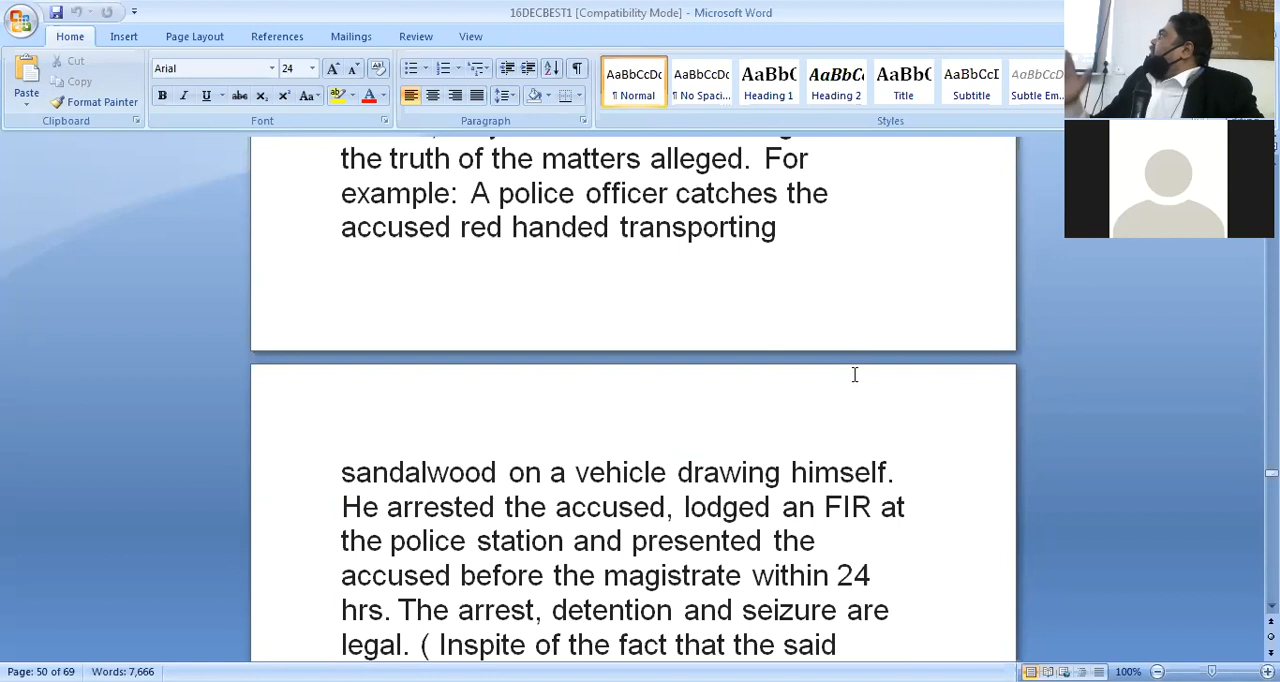 16DECBEST1 [Compatibility Mode] - Microsoft Word
Home Insert Page Layout References Mailings Review View
Paste
Cut
Copy
Format Painter
Clipboard
Arial 24
Font
Paragraph
AaBbCcDc AaBbCcDc AaBbC AaBbCc AaBbC AaBbCcI AaBbCcDc
¶ Normal ¶ No Spaci... Heading 1 Heading 2 Title Subtitle Subtle Em...
Styles
the truth of the matters alleged. For
example: A police officer catches the
accused red handed transporting
sandalwood on a vehicle drawing himself.
He arrested the accused, lodged an FIR at
the police station and presented the
accused before the magistrate within 24
hrs. The arrest, detention and seizure are
legal. ( Inspite of the fact that the said
Page: 50 of 69 Words: 7,666 100%